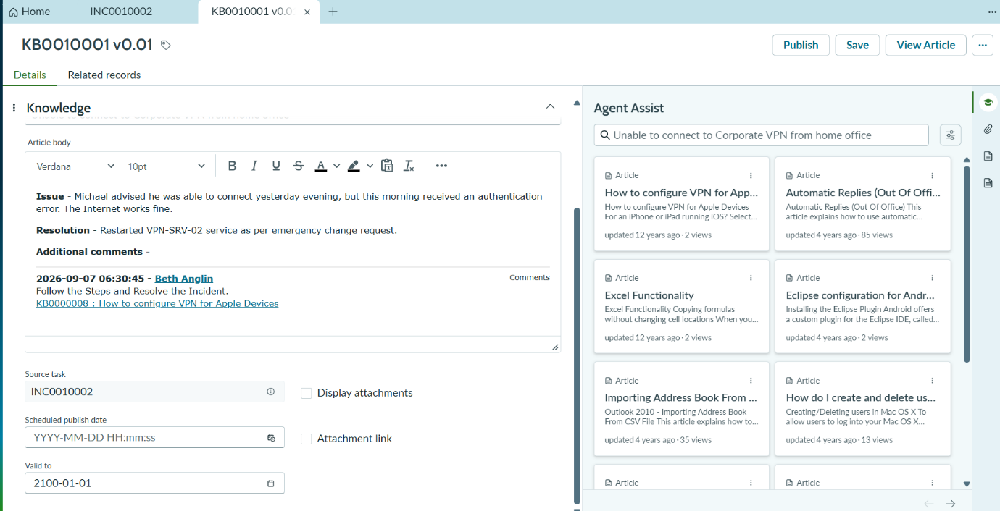 Home
INC0010002
KB0010001 v0.0
KB0010001 v0.01
Publish
Save
View Article
Details
Related records
Knowledge
Unable to connect to Corporate VPN from home office
Article body
Verdana
10pt
B I U S A
Issue - Michael advised he was able to connect yesterday evening, but this morning received an authentication
error. The Internet works fine.
Resolution - Restarted VPN-SRV-02 service as per emergency change request.
Additional comments -
2026-09-07 06:30:45 - Beth Anglin
Comments
Follow the Steps and Resolve the Incident.
KB0000008 : How to configure VPN for Apple Devices
Source task
INC0010002
Display attachments
Scheduled publish date
YYYY-MM-DD HH:mm:ss
Attachment link
Valid to
2100-01-01
Agent Assist
Unable to connect to Corporate VPN from home office
Article
How to configure VPN for App...
How to configure VPN for Apple Devices
For an iPhone or iPad running iOS? Select...
updated 12 years ago · 2 views
Article
Automatic Replies (Out Of Offi...
Automatic Replies (Out Of Office) This
article explains how to use automatic...
updated 4 years ago · 85 views
Article
Excel Functionality
Excel Functionality Copying formulas
without changing cell locations When you...
updated 12 years ago · 2 views
Article
Eclipse configuration for Andr...
Installing the Eclipse Plugin Android offers
a custom plugin for the Eclipse IDE, called...
updated 4 years ago · 2 views
Article
Importing Address Book From ...
Outlook 2010 - Importing Address Book
From CSV File This article explains how to...
updated 4 years ago · 35 views
Article
How do I create and delete us...
Creating/Deleting users in Mac OS X To
allow users to log into your Mac OS X...
updated 4 years ago · 13 views
Article
Article